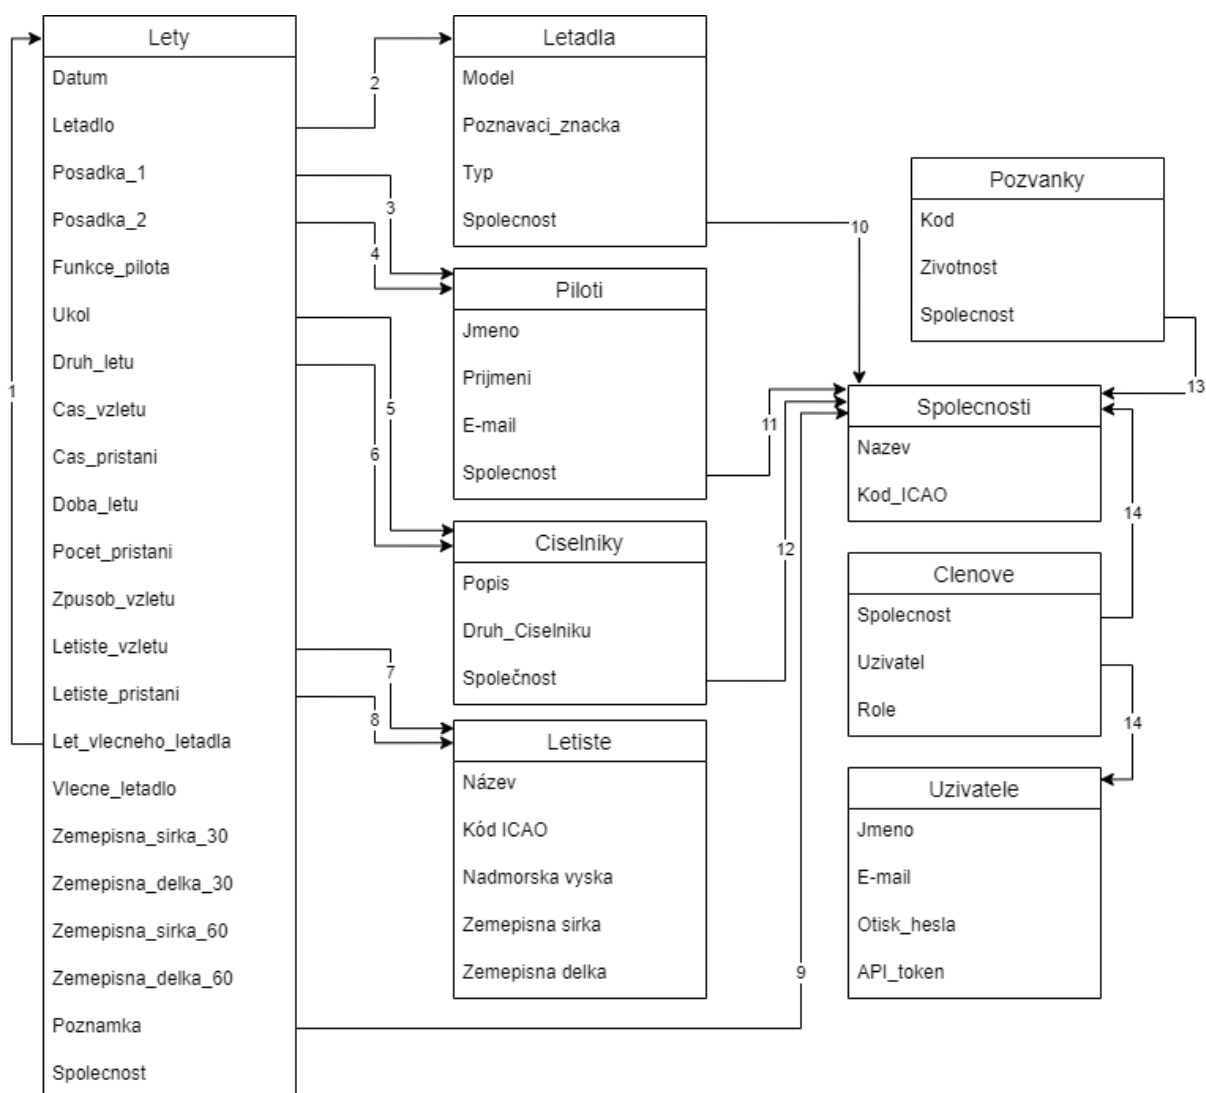 Lety
Datum
Letadlo
Posadka_1
Posadka_2
Funkce_pilota
Ukol
Druh_letu
Cas_vzletu
Cas_pristani
Doba_letu
Pocet_pristani
Zpusob_vzletu
Letiste_vzletu
Letiste_pristani
Let_vlecneho_letadla
Vlecne_letadlo
Zemepisna_sirka_30
Zemepisna_delka_30
Zemepisna_sirka_60
Zemepisna_delka_60
Poznamka
Spolecnost
1
2
3
4
5
6
7
8
Letadla
Model
Poznavaci_znacka
Typ
Spolecnost
Piloti
Jmeno
Prijmeni
E-mail
Spolecnost
Ciselniky
Popis
Druh_Ciselniku
Společnost
Letiste
Název
Kód ICAO
Nadmorska vyska
Zemepisna sirka
Zemepisna delka
10
11
12
9
Pozvanky
Kod
Zivotnost
Spolecnost
13
Spolecnosti
Nazev
Kod_ICAO
14
Clenove
Spolecnost
Uzivatel
Role
14
Uzivatele
Jmeno
E-mail
Otisk_hesla
API_token